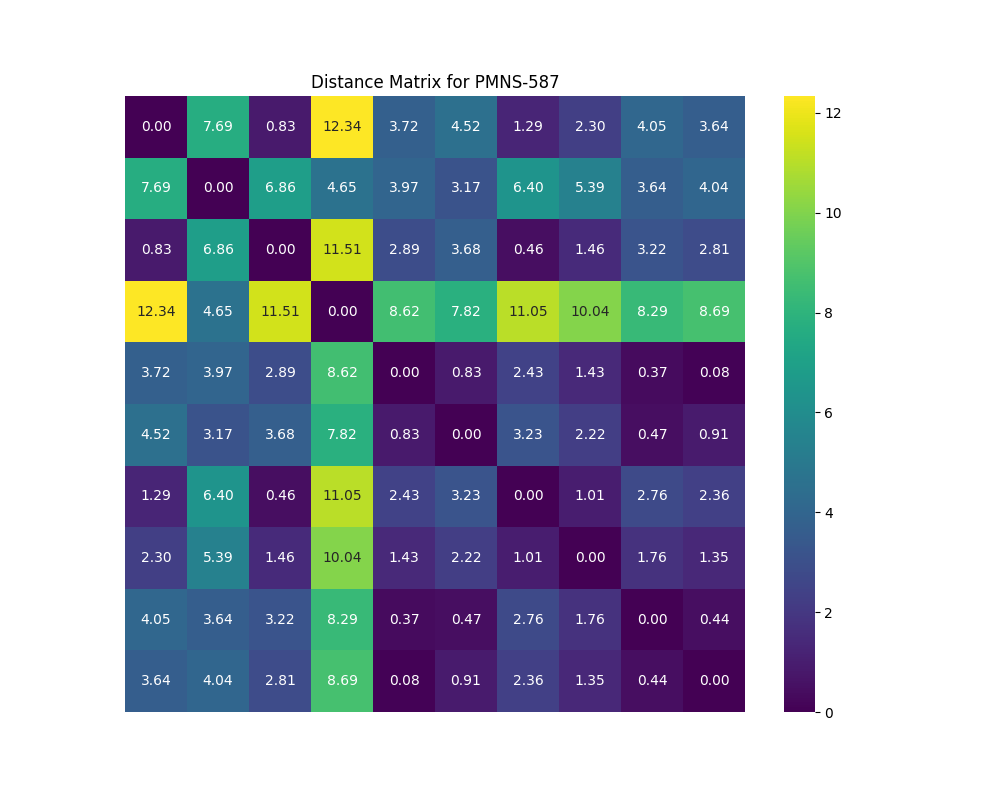 Distance Matrix for PMNS-587
0.00 7.69 0.83 12.34 3.72 4.52 1.29 2.30 4.05 3.64
7.69 0.00 6.86 4.65 3.97 3.17 6.40 5.39 3.64 4.04
0.83 6.86 0.00 11.51 2.89 3.68 0.46 1.46 3.22 2.81
12.34 4.65 11.51 0.00 8.62 7.82 11.05 10.04 8.29 8.69
3.72 3.97 2.89 8.62 0.00 0.83 2.43 1.43 0.37 0.08
4.52 3.17 3.68 7.82 0.83 0.00 3.23 2.22 0.47 0.91
1.29 6.40 0.46 11.05 2.43 3.23 0.00 1.01 2.76 2.36
2.30 5.39 1.46 10.04 1.43 2.22 1.01 0.00 1.76 1.35
4.05 3.64 3.22 8.29 0.37 0.47 2.76 1.76 0.00 0.44
3.64 4.04 2.81 8.69 0.08 0.91 2.36 1.35 0.44 0.00
12
10
8
6
4
2
0